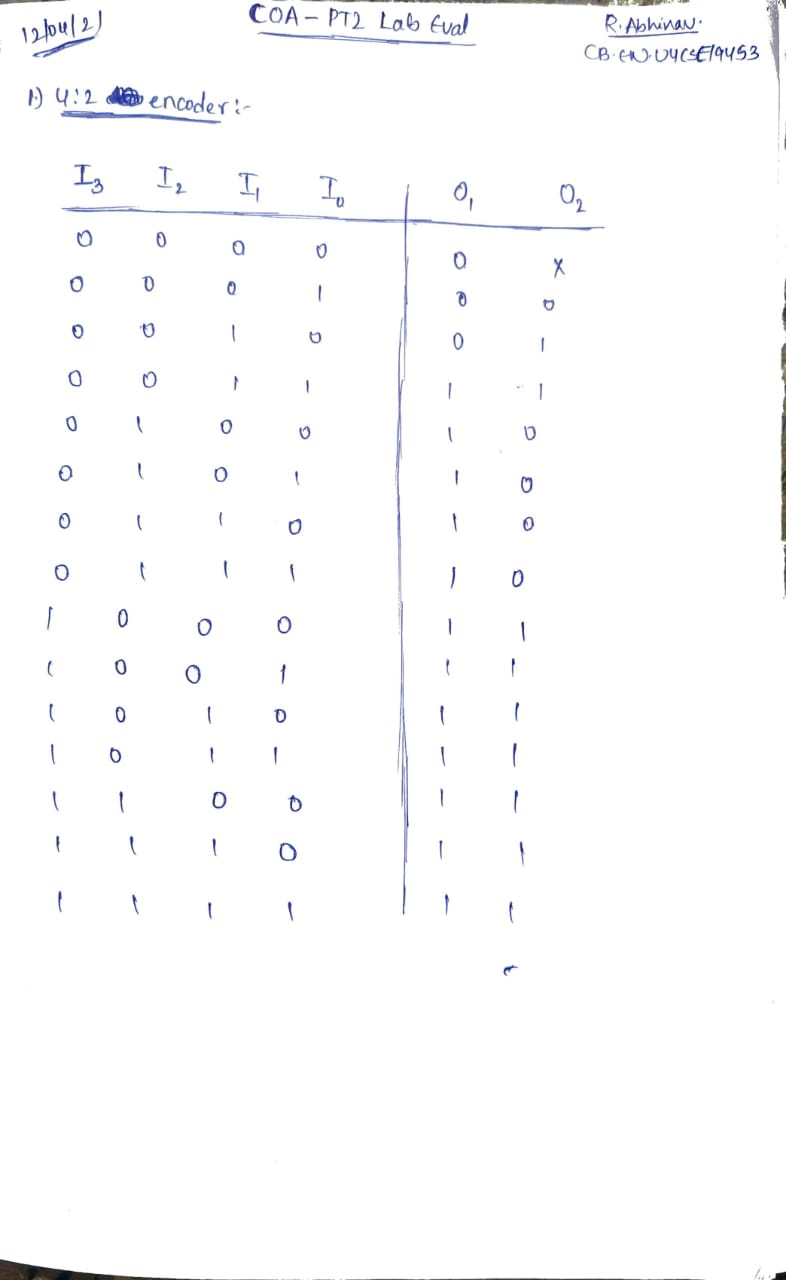 12/04/21
COA - PT2 Lab Eval
R. Abhinav.
CB.EN.U4CSE19453
1) 4:2 encoder:-
I3 I2 I1 I0 O1 O2
0 0 0 0 0 X
0 0 0 1 0 0
0 0 1 0 0 1
0 0 1 1 1 1
0 1 0 0 1 0
0 1 0 1 1 0
0 1 1 0 1 0
0 1 1 1 1 0
1 0 0 0 1 1
1 0 0 1 1 1
1 0 1 0 1 1
1 0 1 1 1 1
1 1 0 0 1 1
1 1 1 0 1 1
1 1 1 1 1 1